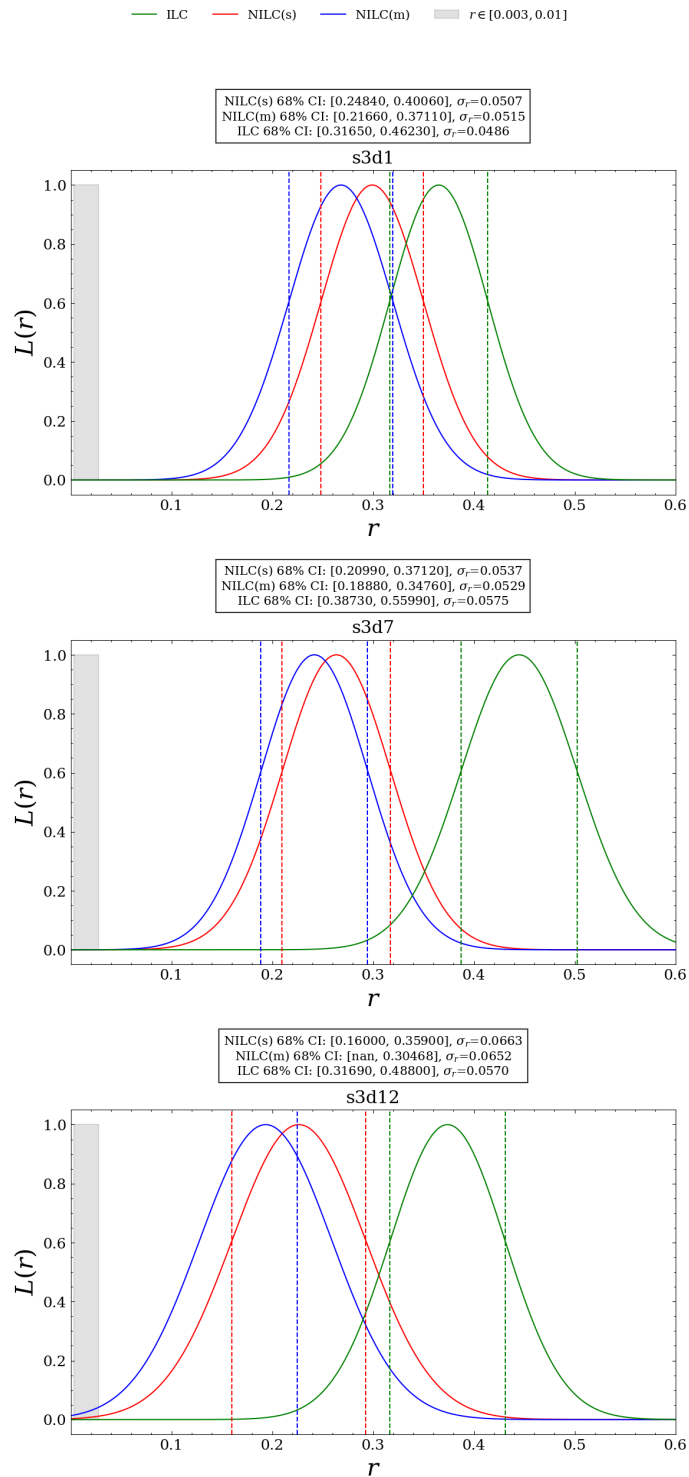 ILC NILC(s) NILC(m) r ∈ [0.003, 0.01]
NILC(s) 68% CI: [0.24840, 0.40060], σr=0.0507
NILC(m) 68% CI: [0.21660, 0.37110], σr=0.0515
ILC 68% CI: [0.31650, 0.46230], σr=0.0486
s3d1
1.0
0.8
0.6
0.4
0.2
0.0
L(r)
0.1 0.2 0.3 0.4 0.5 0.6
r
NILC(s) 68% CI: [0.20990, 0.37120], σr=0.0537
NILC(m) 68% CI: [0.18880, 0.34760], σr=0.0529
ILC 68% CI: [0.38730, 0.55990], σr=0.0575
s3d7
1.0
0.8
0.6
0.4
0.2
0.0
L(r)
0.1 0.2 0.3 0.4 0.5 0.6
r
NILC(s) 68% CI: [0.16000, 0.35900], σr=0.0663
NILC(m) 68% CI: [nan, 0.30468], σr=0.0652
ILC 68% CI: [0.31690, 0.48800], σr=0.0570
s3d12
1.0
0.8
0.6
0.4
0.2
0.0
L(r)
0.1 0.2 0.3 0.4 0.5 0.6
r